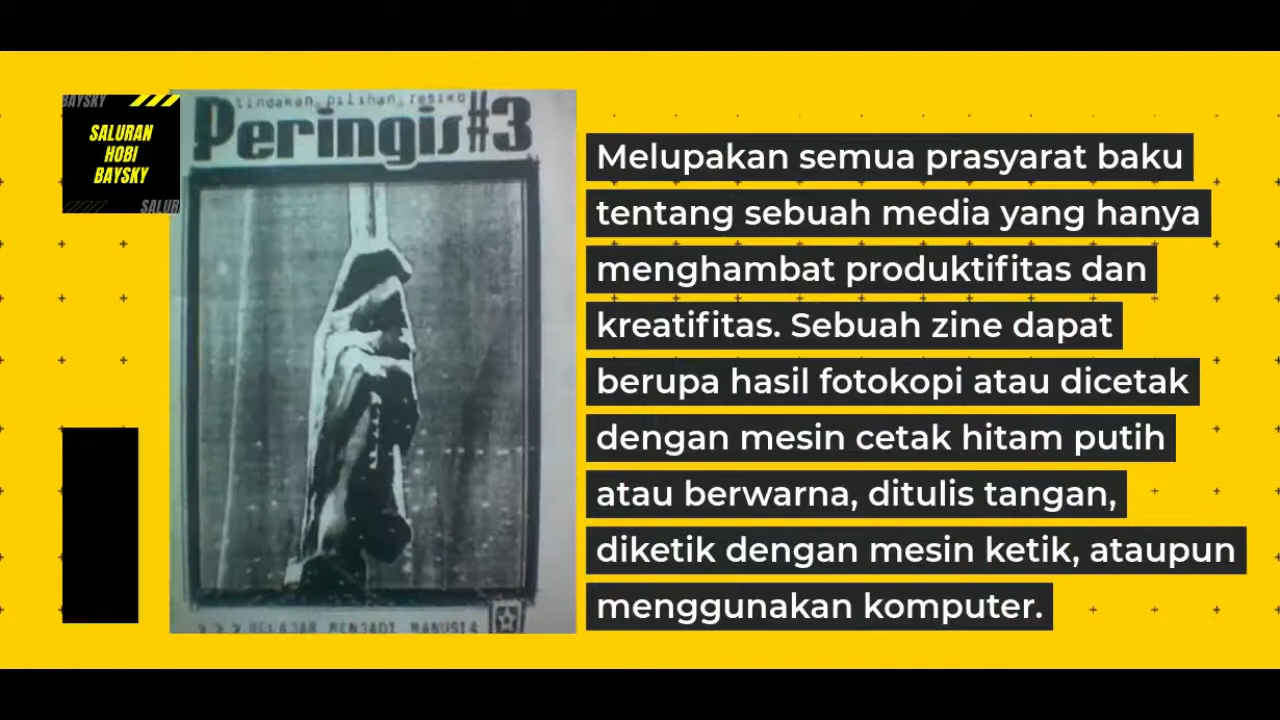 BAYSKY
SALURAN
HOBI
BAYSKY
SALUR
tindakan, pilihan, resiko
Peringis#3
>>> BELAJAR MENJADI MANUSIA
Melupakan semua prasyarat baku
tentang sebuah media yang hanya
menghambat produktifitas dan
kreatifitas. Sebuah zine dapat
berupa hasil fotokopi atau dicetak
dengan mesin cetak hitam putih
atau berwarna, ditulis tangan,
diketik dengan mesin ketik, ataupun
menggunakan komputer.